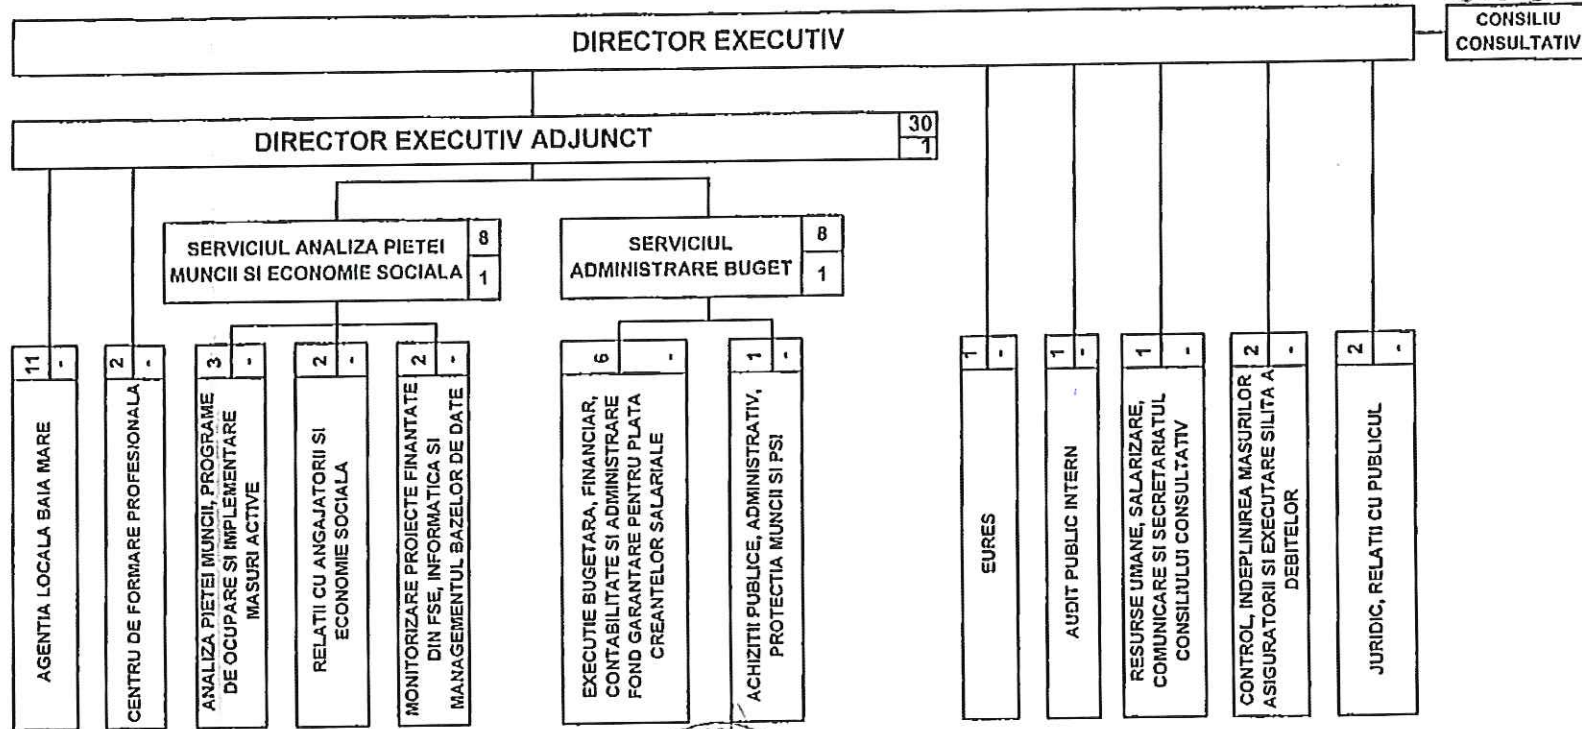 CONSILIU
CONSULTATIV
DIRECTOR EXECUTIV
DIRECTOR EXECUTIV ADJUNCT
30
1
SERVICIUL ANALIZA PIETEI
MUNCII SI ECONOMIE SOCIALA
8
1
SERVICIUL
ADMINISTRARE BUGET
8
1
11
-
AGENTIA LOCALA BAIA MARE
2
-
CENTRU DE FORMARE PROFESIONALA
3
-
ANALIZA PIETEI MUNCII, PROGRAME
DE OCUPARE SI IMPLEMENTARE
MASURI ACTIVE
2
-
RELATII CU ANGAJATORII SI
ECONOMIE SOCIALA
2
-
MONITORIZARE PROIECTE FINANTATE
DIN FSE, INFORMATICA SI
MANAGEMENTUL BAZELOR DE DATE
6
-
EXECUTIE BUGETARA, FINANCIAR,
CONTABILITATE SI ADMINISTRARE
FOND GARANTARE PENTRU PLATA
CREANTELOR SALARIALE
1
-
ACHIZITII PUBLICE, ADMINISTRATIV,
PROTECTIA MUNCII SI PSI
1
-
EURES
1
-
AUDIT PUBLIC INTERN
1
-
RESURSE UMANE, SALARIZARE,
COMUNICARE SI SECRETARIATUL
CONSILIULUI CONSULTATIV
2
-
CONTROL, INDEPLINIREA MASURILOR
ASIGURATORII SI EXECUTARE SILITA A
DEBITELOR
2
-
JURIDIC, RELATII CU PUBLICUL